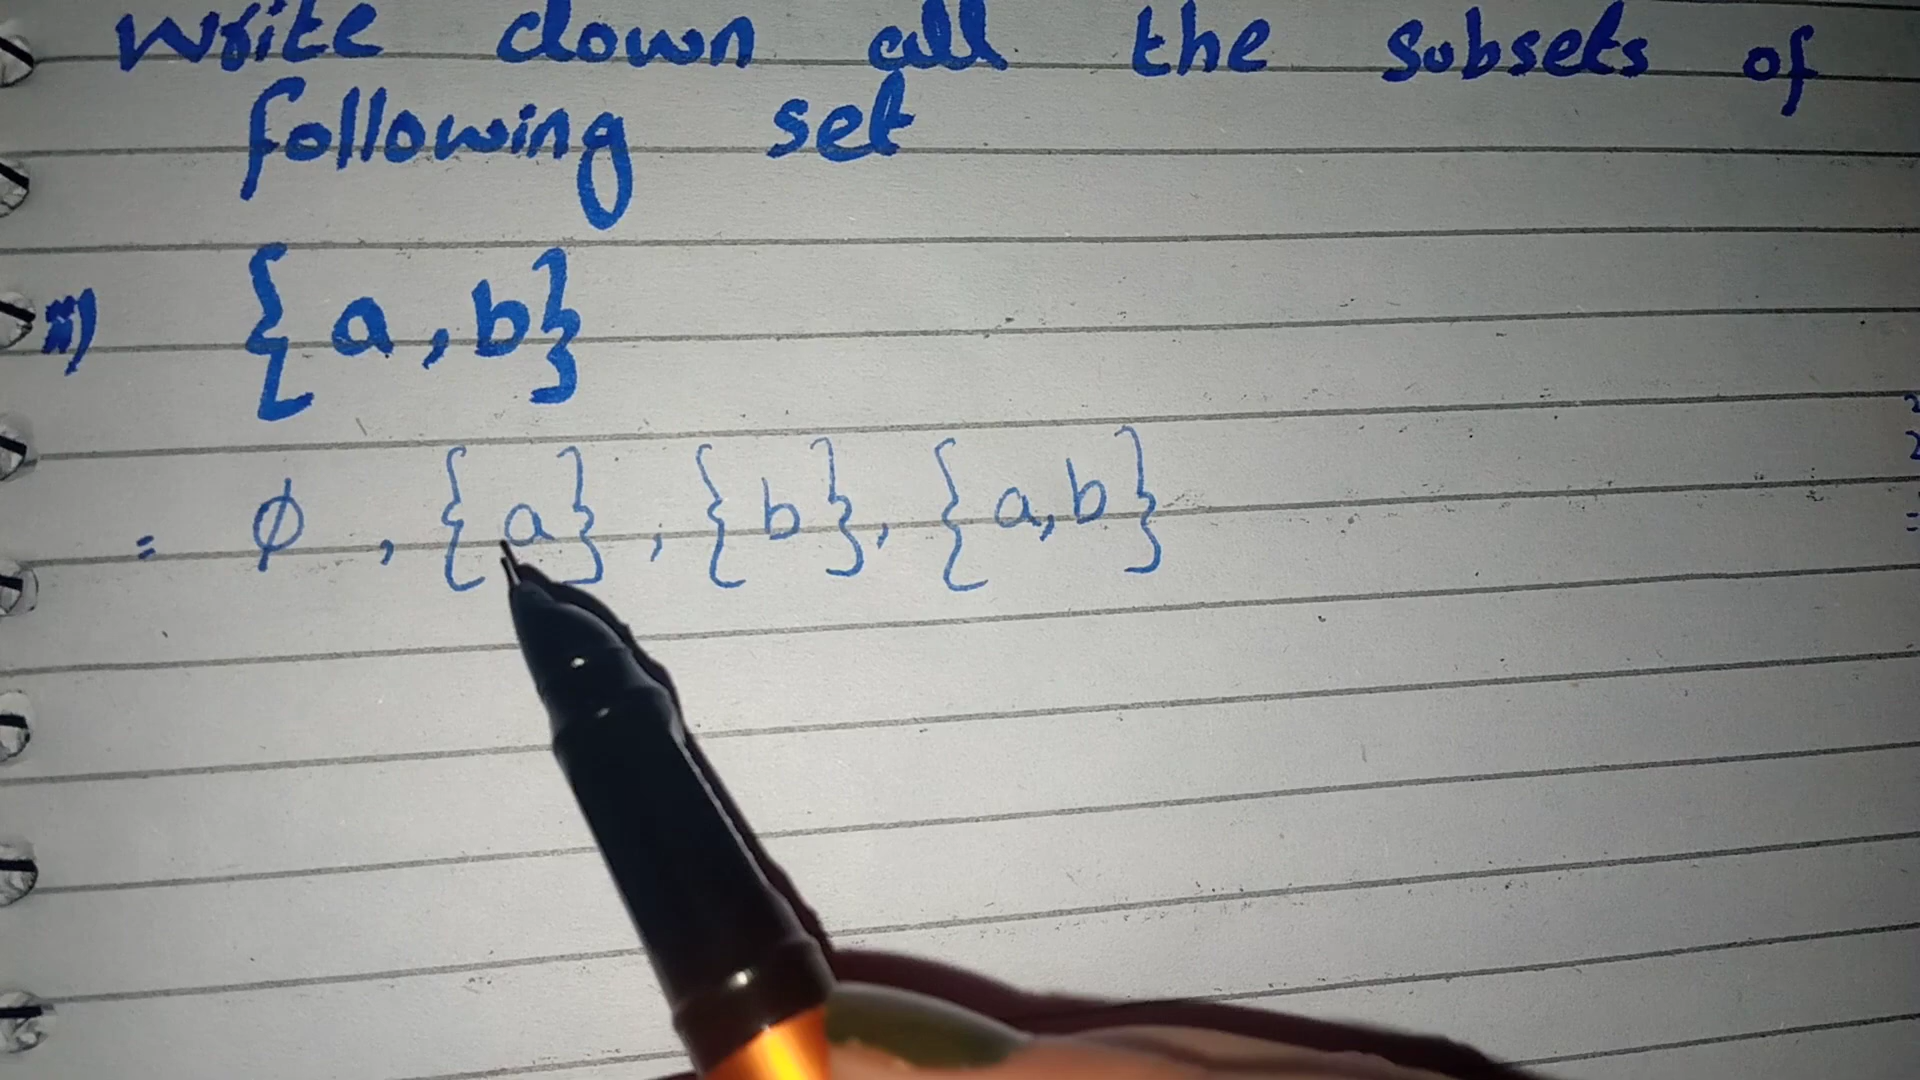 Write down all the subsets of
following set
ii) {a,b}
= ϕ , {a} , {b}, {a,b}